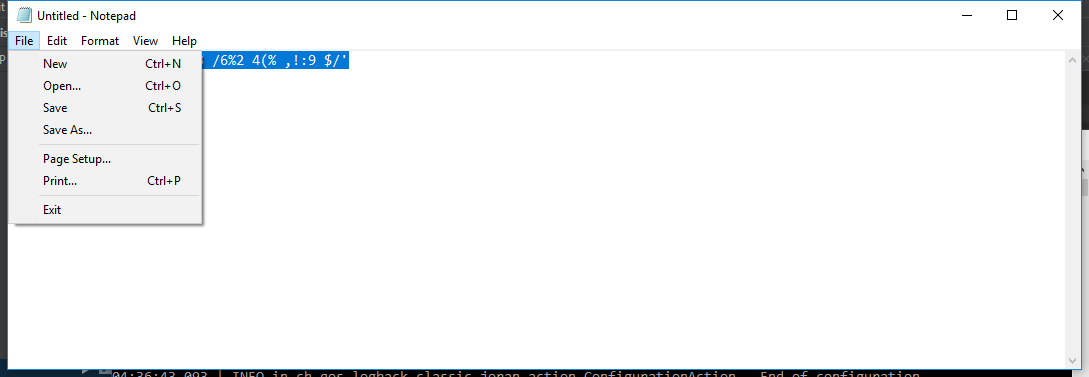 Untitled - Notepad
File Edit Format View Help
/6%2 4(% ,!:9 $/'
New Ctrl+N
Open... Ctrl+O
Save Ctrl+S
Save As...
Page Setup...
Print... Ctrl+P
Exit
04:36:43.093 | INFO in ch.qos.logback.classic.joran.action.ConfigurationAction - End of configuration.